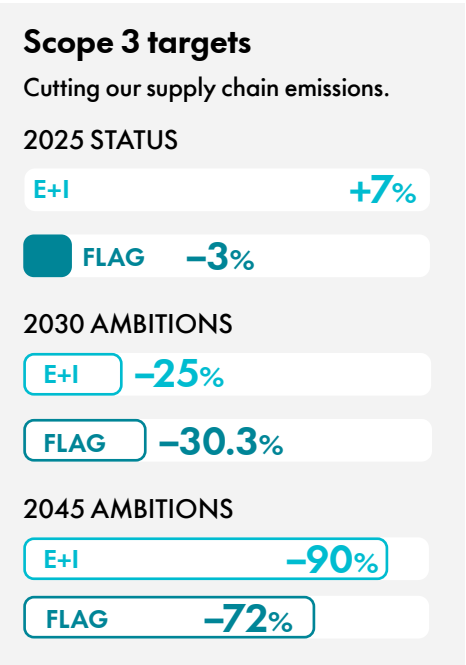 Scope 3 targets
Cutting our supply chain emissions.
2025 STATUS
E+I +7%
FLAG –3%
2030 AMBITIONS
E+I –25%
FLAG –30.3%
2045 AMBITIONS
E+I –90%
FLAG –72%